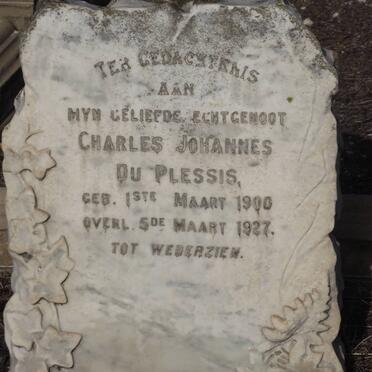 TER GEDACHTENIS
AAN
MYN GELIEFDE ECHTGENOOT
CHARLES JOHANNES
DU PLESSIS,
GEB. 1STE MAART 1900
OVERL. 5DE MAART 1927.
TOT WEDERZIEN.